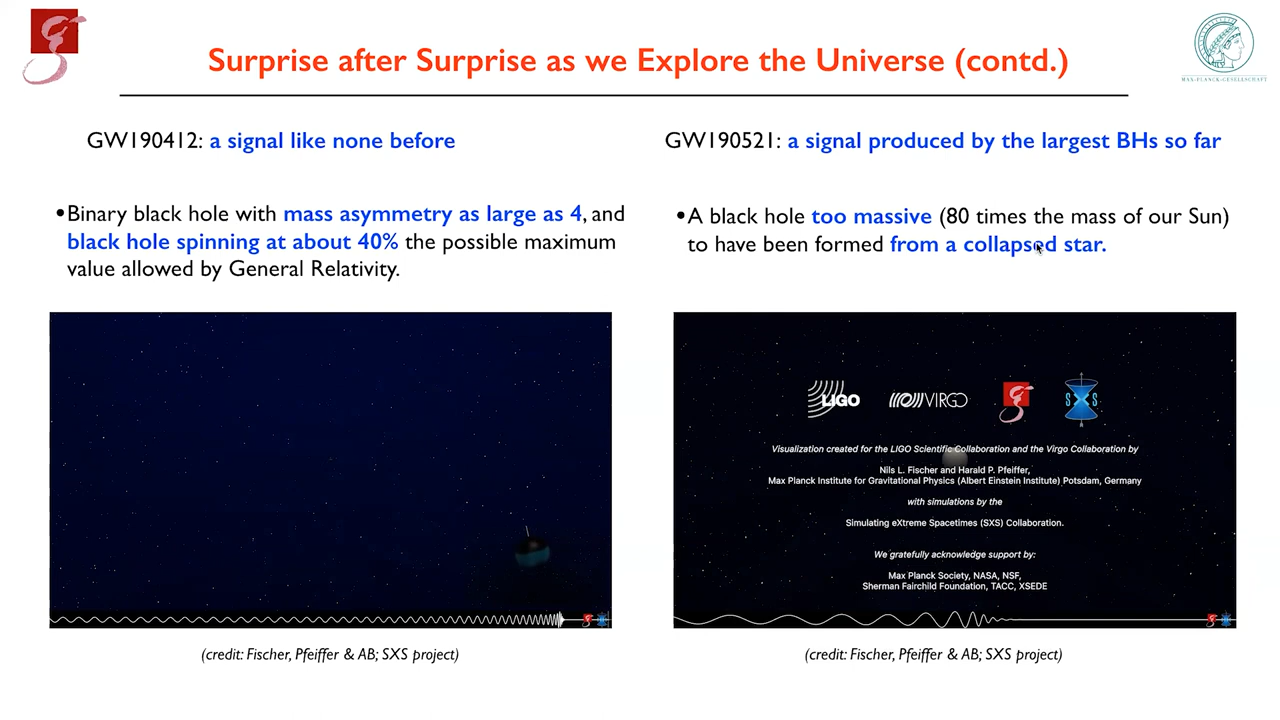 Surprise after Surprise as we Explore the Universe (contd.)
MAX-PLANCK-GESELLSCHAFT
GW190412: a signal like none before
•Binary black hole with mass asymmetry as large as 4, and
black hole spinning at about 40% the possible maximum
value allowed by General Relativity.
(credit: Fischer, Pfeiffer & AB; SXS project)
GW190521: a signal produced by the largest BHs so far
•A black hole too massive (80 times the mass of our Sun)
to have been formed from a collapsed star.
LIGO
VIRGO
SXS
Visualization created for the LIGO Scientific Collaboration and the Virgo Collaboration by
Nils L. Fischer and Harald P. Pfeiffer,
Max Planck Institute for Gravitational Physics (Albert Einstein Institute) Potsdam, Germany
with simulations by the
Simulating eXtreme Spacetimes (SXS) Collaboration.
We gratefully acknowledge support by:
Max Planck Society, NASA, NSF,
Sherman Fairchild Foundation, TACC, XSEDE
(credit: Fischer, Pfeiffer & AB; SXS project)